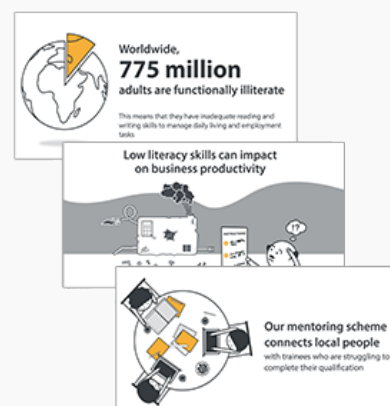 Worldwide,
775 million
adults are functionally illiterate
This means that they have inadequate reading and
writing skills to manage daily living and employment
tasks
Low literacy skills can impact
on business productivity
INSTRUCTIONS
!?
Our mentoring scheme
connects local people
with trainees who are struggling to
complete their qualification